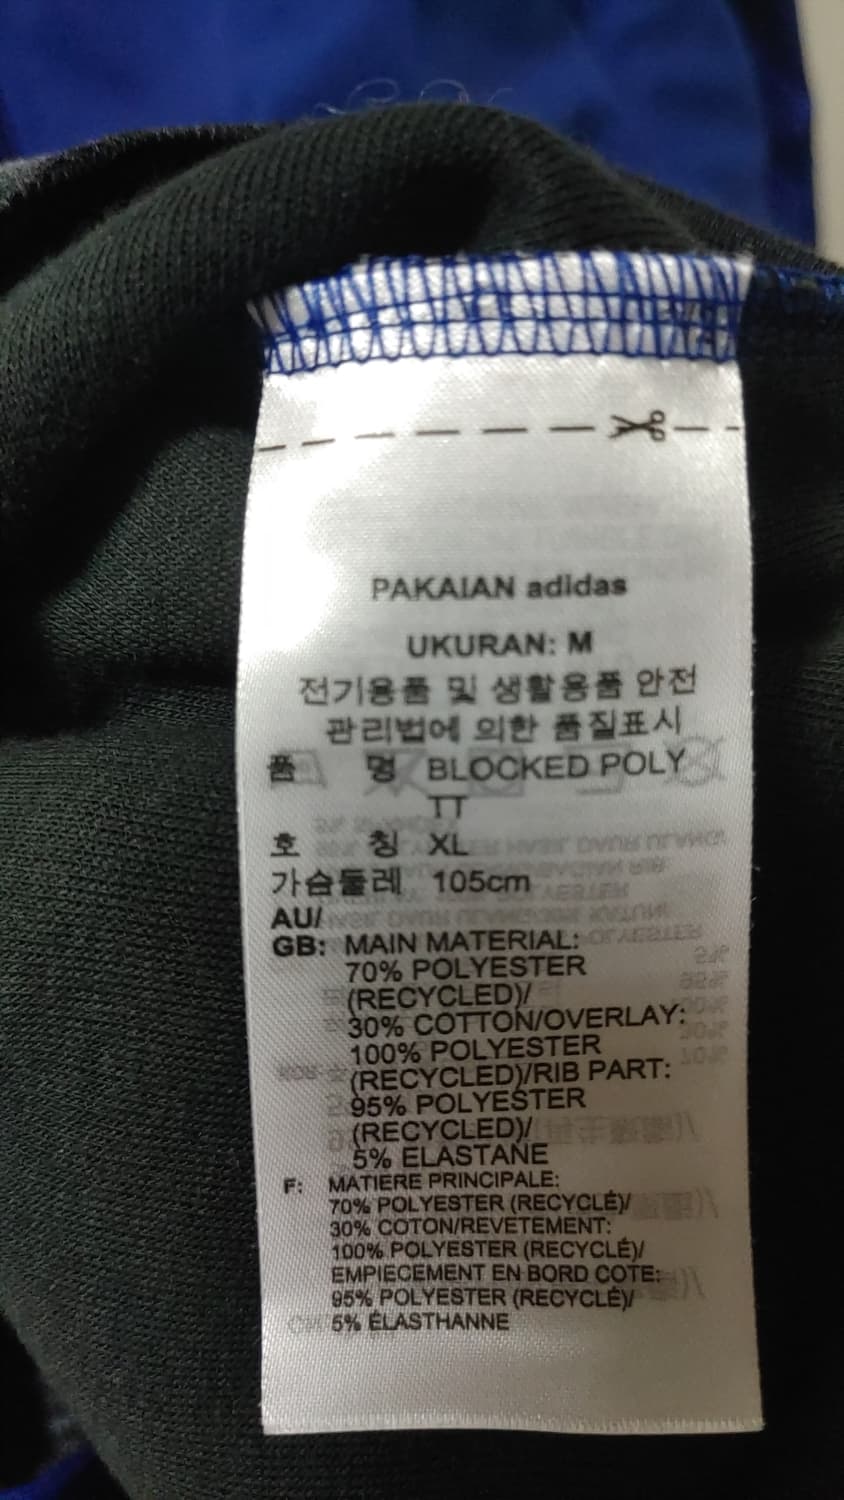 PAKAIAN adidas
UKURAN: M
전기용품 및 생활용품 안전
관리법에 의한 품질표시
품 명 BLOCKED POLY
TT
호 칭 XL
가슴둘레 105cm
AU/
GB: MAIN MATERIAL:
70% POLYESTER
(RECYCLED)/
30% COTTON/OVERLAY:
100% POLYESTER
(RECYCLED)/RIB PART:
95% POLYESTER
(RECYCLED)/
5% ELASTANE
F: MATIERE PRINCIPALE:
70% POLYESTER (RECYCLÉ)/
30% COTON/REVETEMENT:
100% POLYESTER (RECYCLÉ)/
EMPIECEMENT EN BORD COTE:
95% POLYESTER (RECYCLÉ)/
5% ÉLASTHANNE